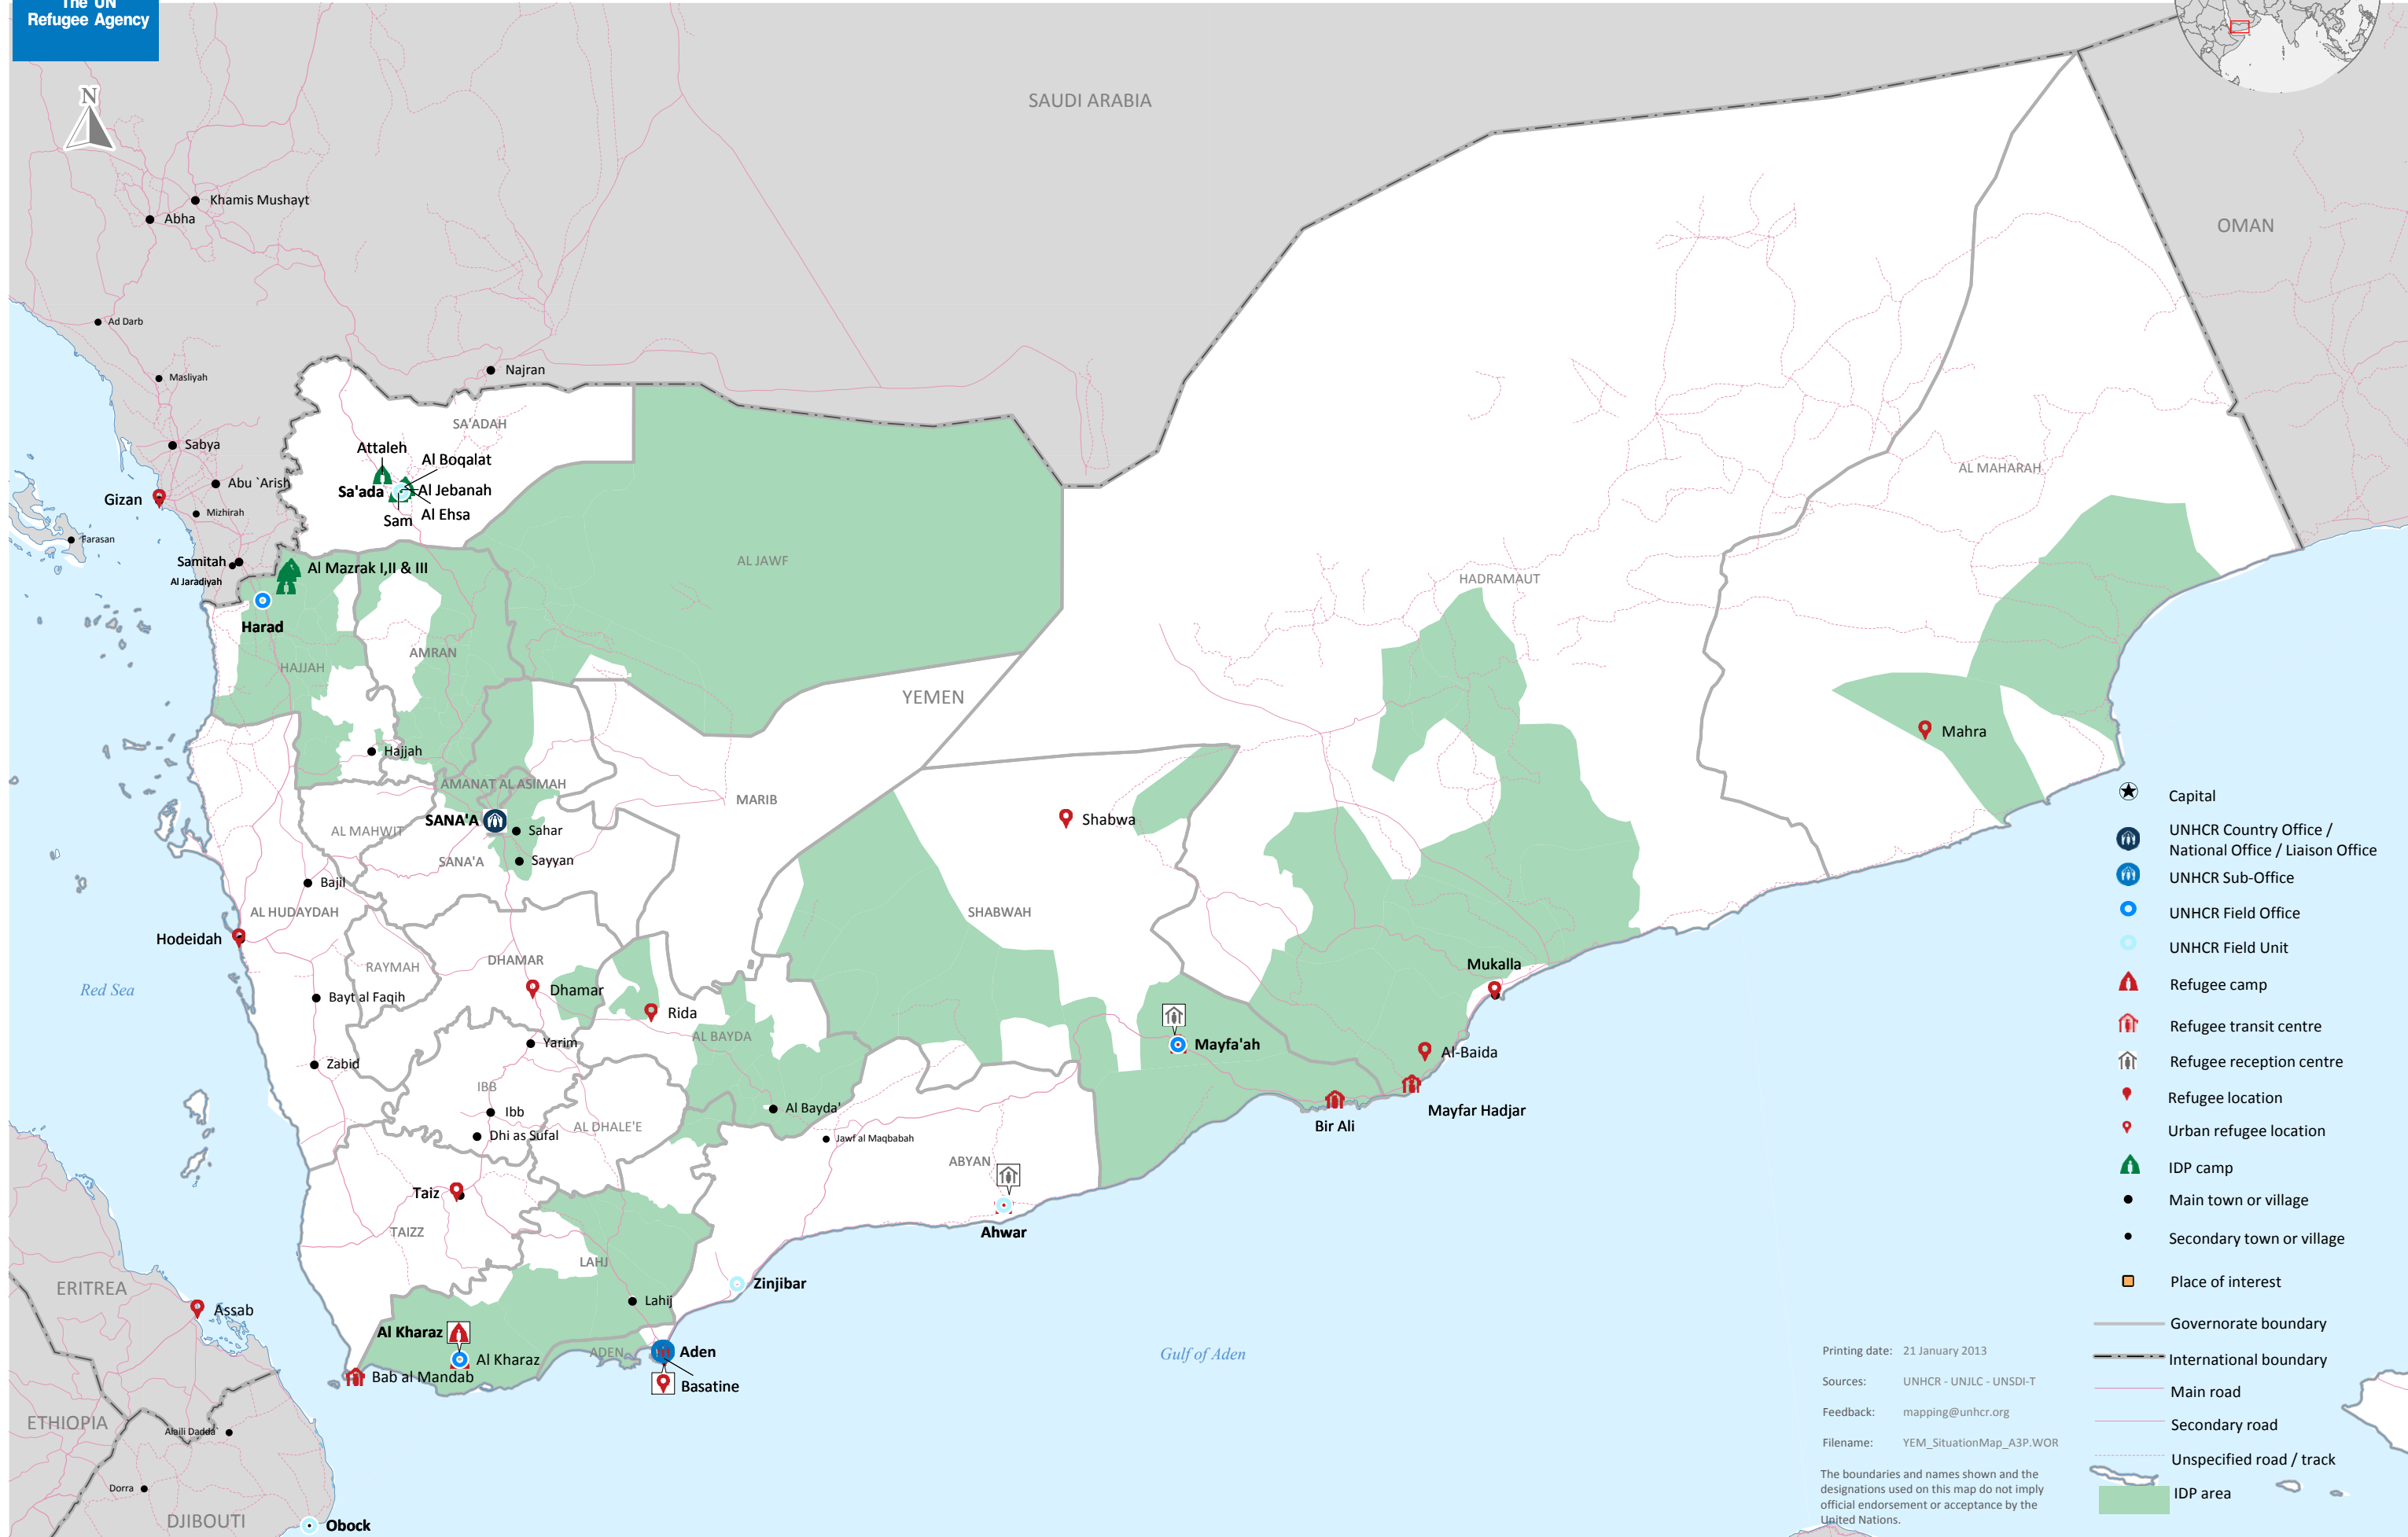 The UN
Refugee Agency
N
SAUDI ARABIA
OMAN
Khamis Mushayt
Abha
Ad Darb
Masliyah
Najran
SA'ADAH
Sabya
Attaleh
Al Boqalat
Abu `Arish
Sa'ada
Al Jebanah
Gizan
Mizhirah
Sam
Al Ehsa
Farasan
AL MAHARAH
Samitah
Al Jaradiyah
Al Mazrak I,II & III
AL JAWF
HADRAMAUT
Harad
HAJJAH
AMRAN
YEMEN
Mahra
Hajjah
AMANAT AL ASIMAH
MARIB
SANA'A
Sahar
AL MAHWIT
SANA'A
Sayyan
Shabwa
Bajil
AL HUDAYDAH
SHABWAH
Hodeidah
RAYMAH
DHAMAR
Mukalla
Red Sea
Bayt al Faqih
Dhamar
Rida
AL BAYDA
Yarim
Mayfa'ah
Al-Baida
Zabid
IBB
Ibb
Al Bayda'
Mayfar Hadjar
Bir Ali
AL DHALE'E
Dhi as Sufal
Jawf al Maqbabah
ABYAN
Taiz
TAIZZ
Ahwar
LAHJ
Zinjibar
ERITREA
Assab
Lahij
Al Kharaz
Al Kharaz
ADEN
Aden
Gulf of Aden
Bab al Mandab
Basatine
ETHIOPIA
Alaili Dadda`
Dorra
DJIBOUTI
Obock
Capital
UNHCR Country Office /
National Office / Liaison Office
UNHCR Sub-Office
UNHCR Field Office
UNHCR Field Unit
Refugee camp
Refugee transit centre
Refugee reception centre
Refugee location
Urban refugee location
IDP camp
Main town or village
Secondary town or village
Place of interest
Governorate boundary
International boundary
Main road
Secondary road
Unspecified road / track
IDP area
Printing date: 21 January 2013
Sources: UNHCR - UNJLC - UNSDI-T
Feedback: mapping@unhcr.org
Filename: YEM_SituationMap_A3P.WOR
The boundaries and names shown and the
designations used on this map do not imply
official endorsement or acceptance by the
United Nations.